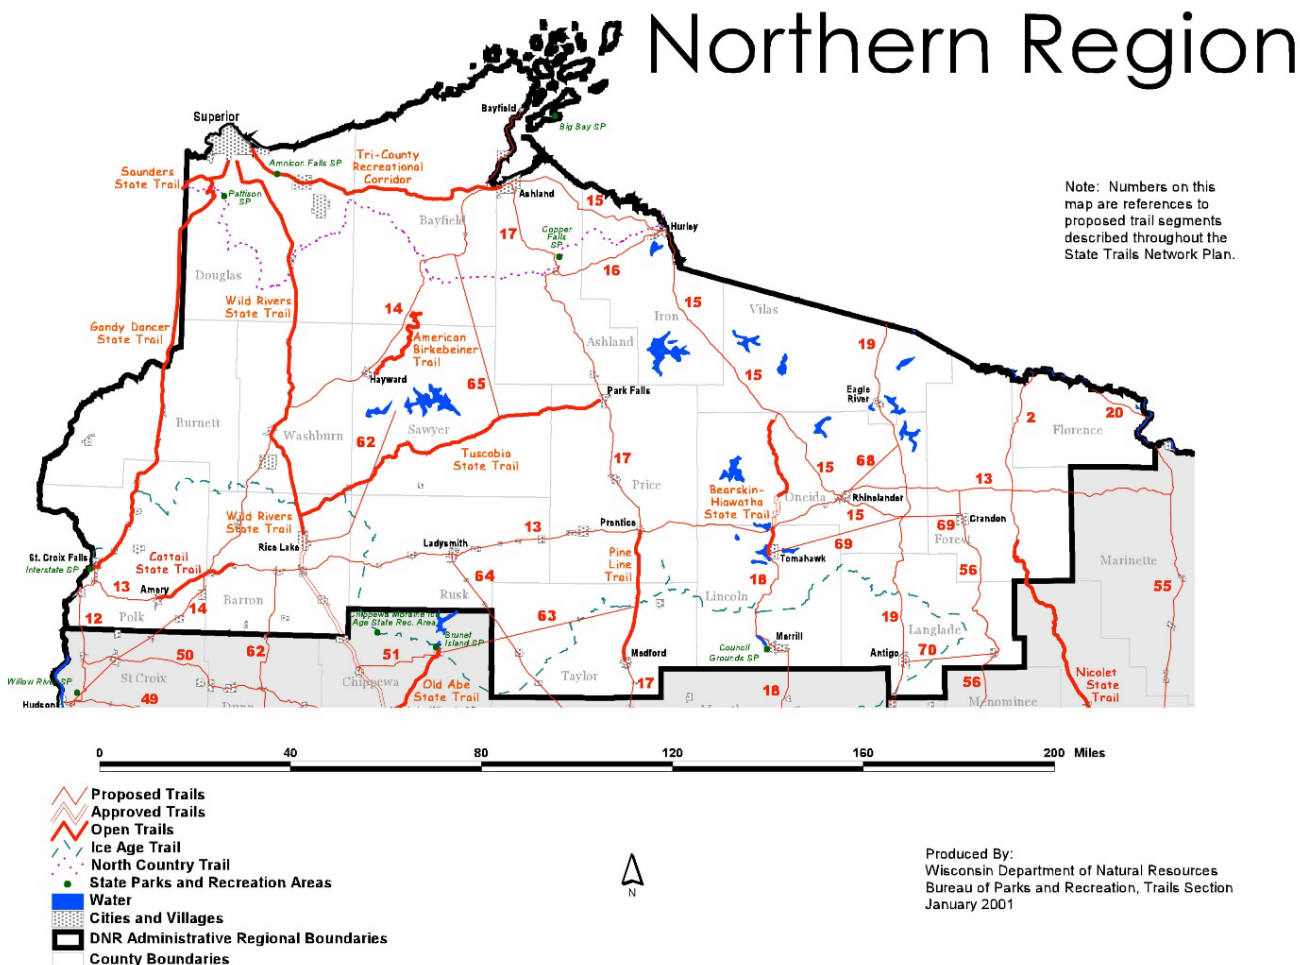 Northern Region
Superior
Bayfield
Big Bay SP
Saunders
State Trail
Amnicon Falls SP
Tri-County
Recreational
Corridor
Pattison
SP
Ashland
Note: Numbers on this
map are references to
proposed trail segments
described throughout the
State Trails Network Plan.
15
Bayfield
17
Copper
Falls
SP
Hurley
Douglas
16
Wild Rivers
State Trail
14
15
Vilas
Iron
Gandy Dancer
State Trail
American
Birkebeiner
Trail
Ashland
19
Hayward
65
15
Park Falls
Eagle
River
2
20
Burnett
Washburn
62
Sawyer
Florence
Tuscobia
State Trail
17
15
68
Price
13
Bearskin-
Hiawatha
State Trail
Oneida
Rhinelander
Wild Rivers
State Trail
Rice Lake
Ladysmith
13
Prentice
15
69
Crandon
Forest
69
St. Croix Falls
Interstate SP
Cattail
State Trail
Pine
Line
Trail
Tomahawk
Marinette
13
Amery
64
18
56
55
12
Polk
14
Barron
Rusk
Lincoln
Chippewa Moraine Ice
Age State Rec. Area
63
19
Langlade
Brunet
Island SP
Council
Grounds SP
Merrill
50
62
51
Medford
Antigo
70
Willow River SP
St Croix
Chippewa
Old Abe
State Trail
Taylor
17
18
56
Nicolet
State
Trail
Hudson
49
Dunn
Menominee
0 40 80 120 160 200 Miles
Proposed Trails
Approved Trails
Open Trails
Ice Age Trail
North Country Trail
State Parks and Recreation Areas
Water
Cities and Villages
DNR Administrative Regional Boundaries
County Boundaries
N
Produced By:
Wisconsin Department of Natural Resources
Bureau of Parks and Recreation, Trails Section
January 2001